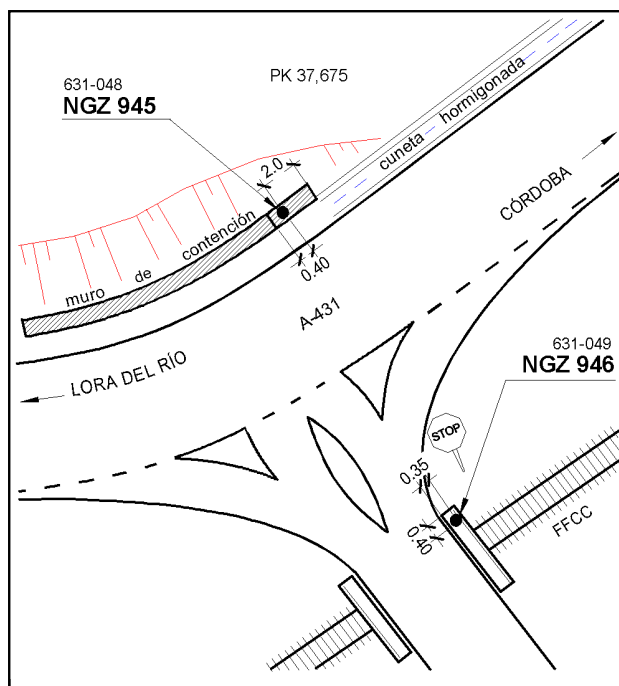 PK 37,675
631-048
NGZ 945
cuneta hormigonada
2.0
CÓRDOBA
muro de contención
0.40
A-431
LORA DEL RÍO
631-049
NGZ 946
STOP
0.35
0.40
FFCC